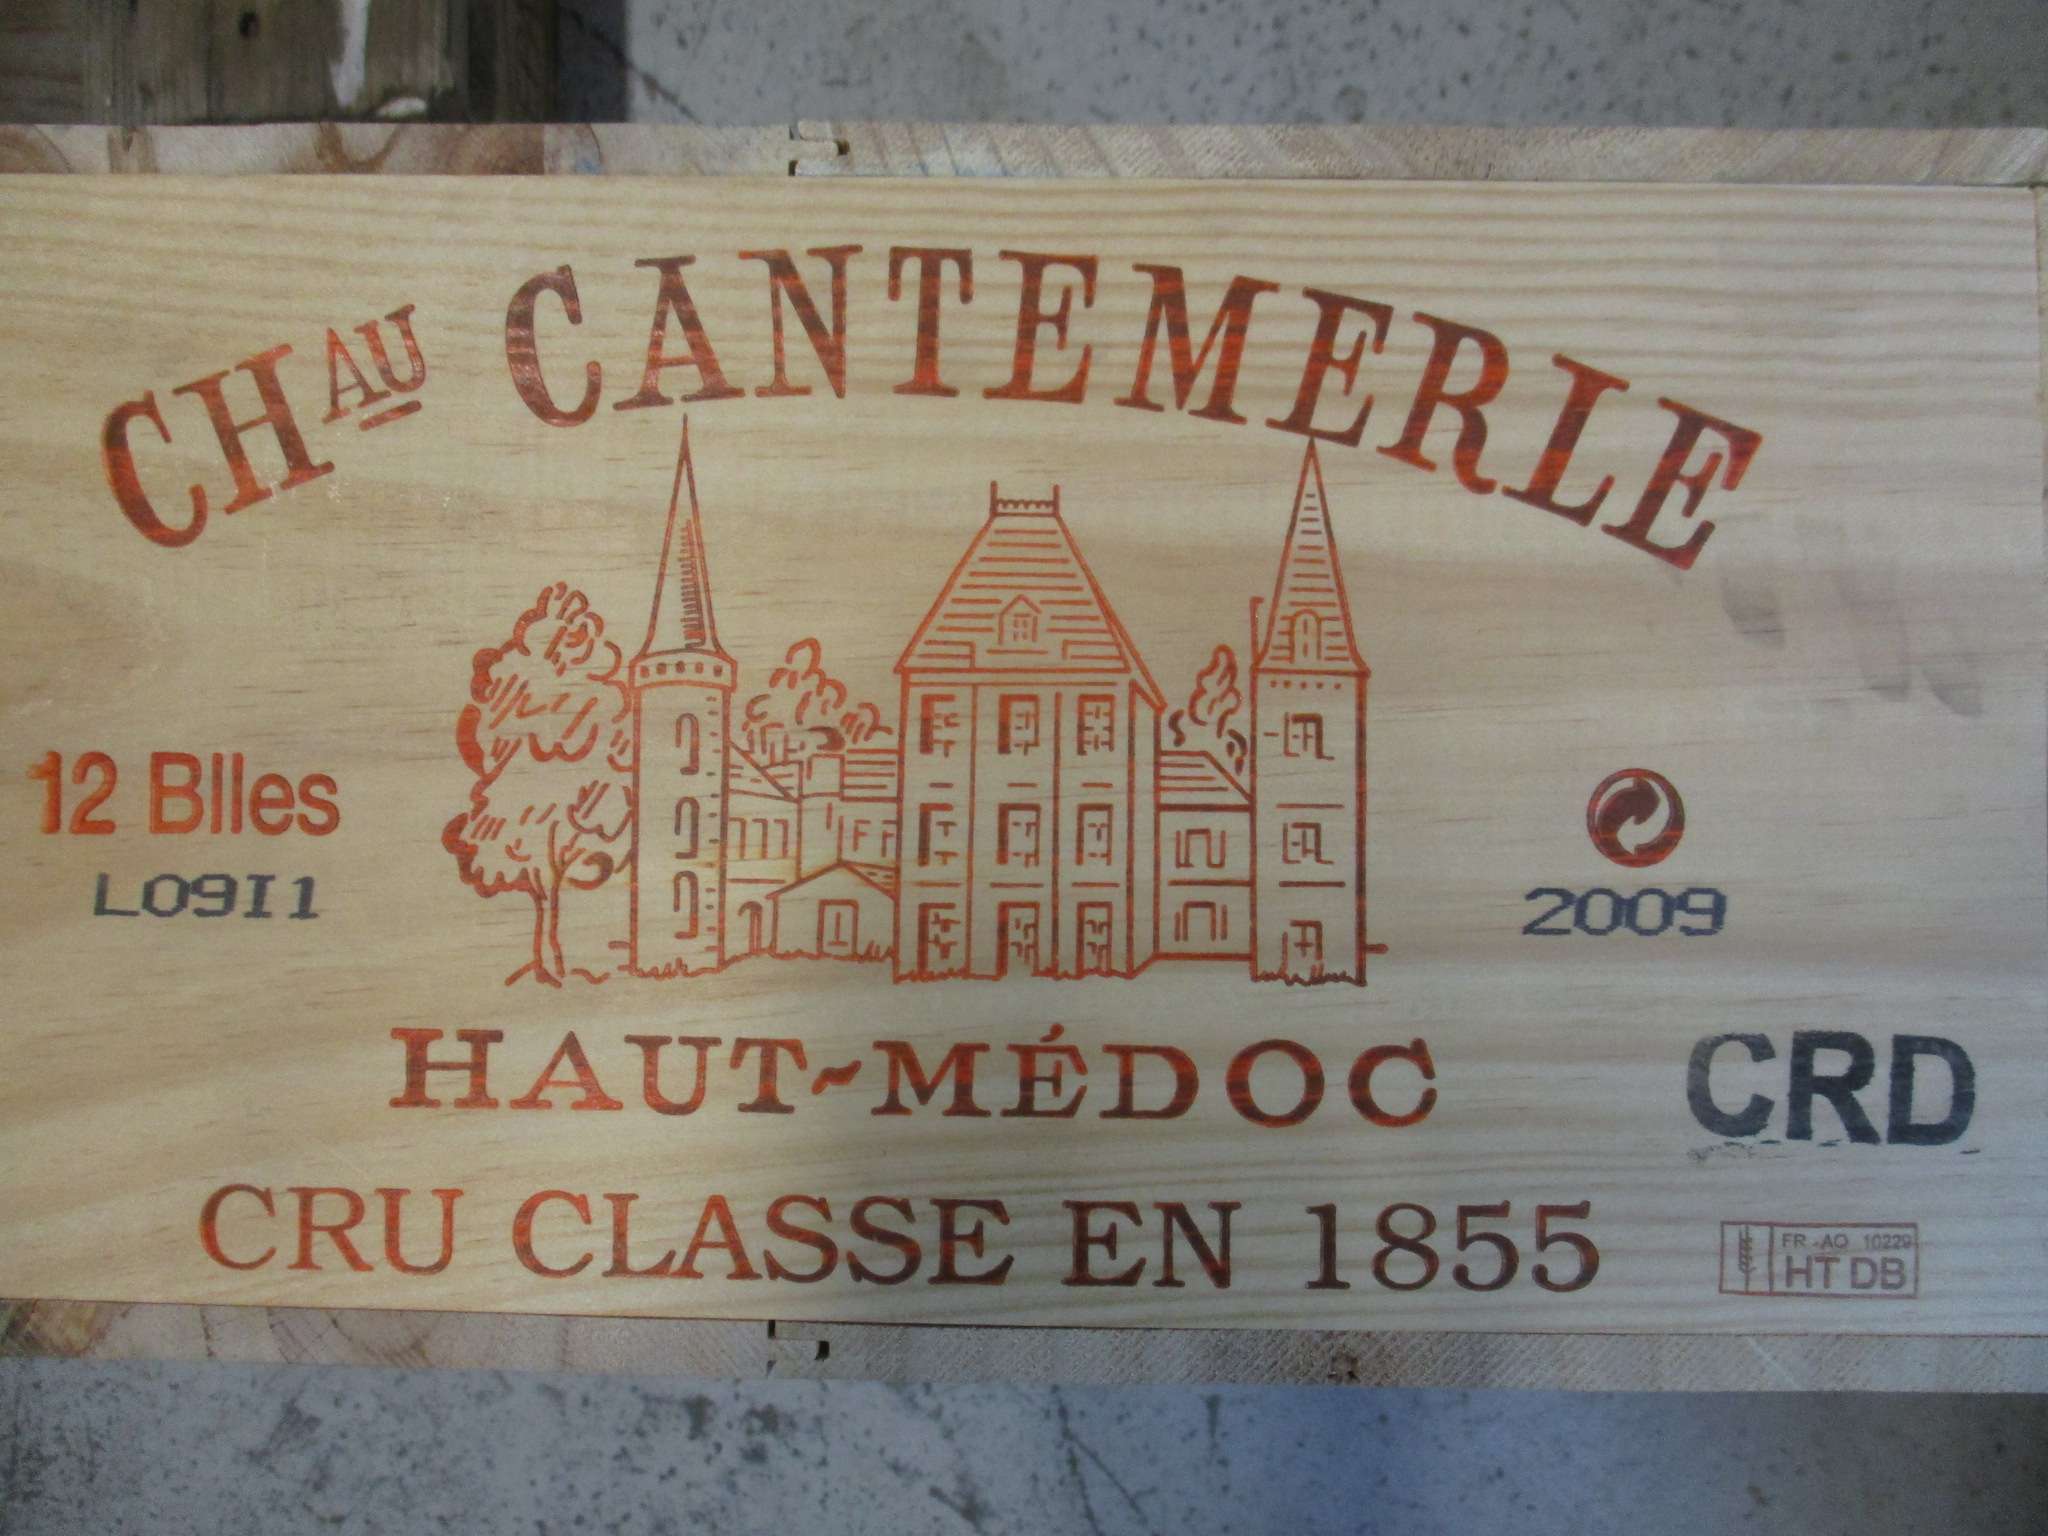 CHAU CANTEMERLE
12 Blles
L09I1
2009
HAUT-MÉDOC
CRD
CRU CLASSE EN 1855
FR-AQ 10229
HT DB